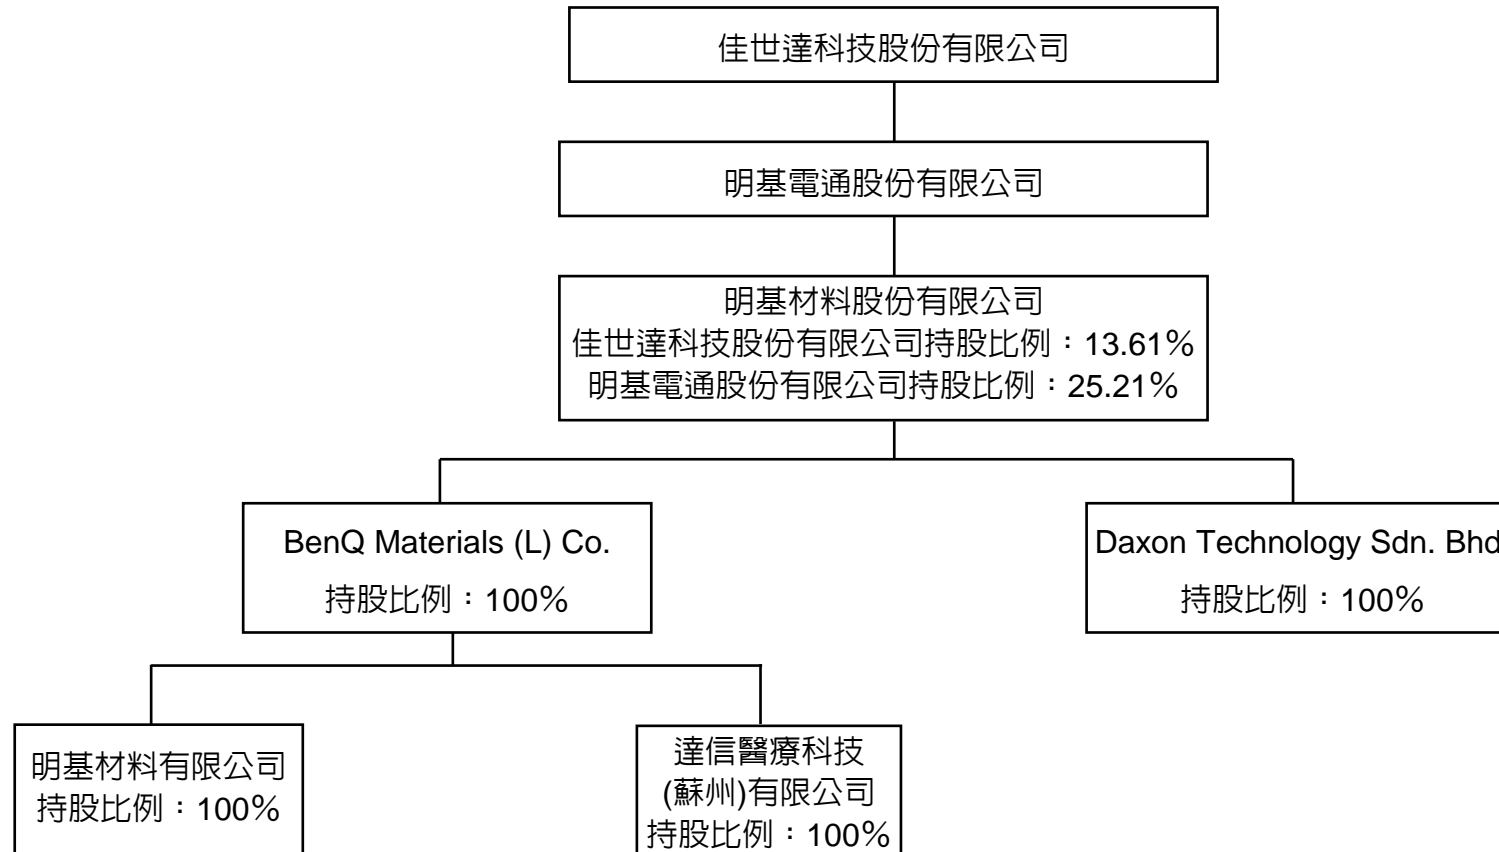 佳世達科技股份有限公司
明基電通股份有限公司
明基材料股份有限公司
佳世達科技股份有限公司持股比例：13.61％
明基電通股份有限公司持股比例：25.21％
BenQ Materials (L) Co.
持股比例：100％
Daxon Technology Sdn. Bhd
持股比例：100％
明基材料有限公司
持股比例：100％
達信醫療科技
(蘇州)有限公司
持股比例：100％